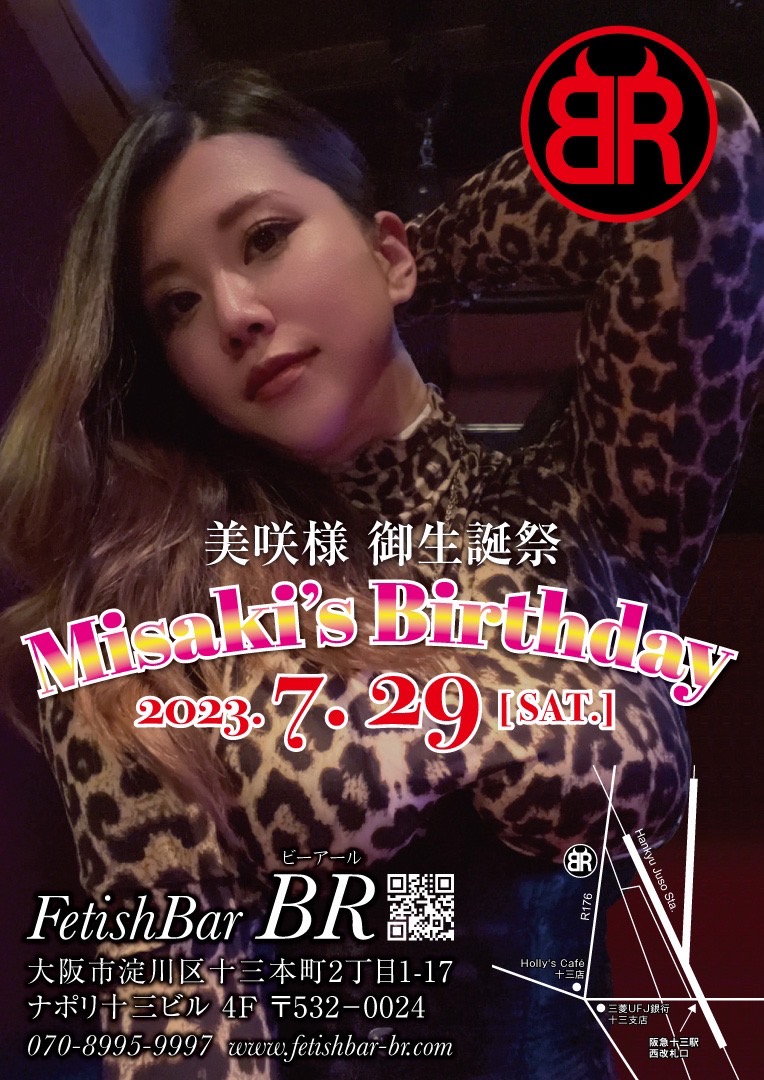 BR
美咲様 御生誕祭
Misaki's Birthday
2023. 7. 29 [SAT.]
ビーアール
FetishBar BR
大阪市淀川区十三本町2丁目1-17
ナポリ十三ビル 4F 〒532-0024
070-8995-9997 www.fetishbar-br.com
BR
Hankyu Juso Sta.
R176
Holly's Café
十三店
三菱UFJ銀行
十三支店
阪急十三駅
西改札口